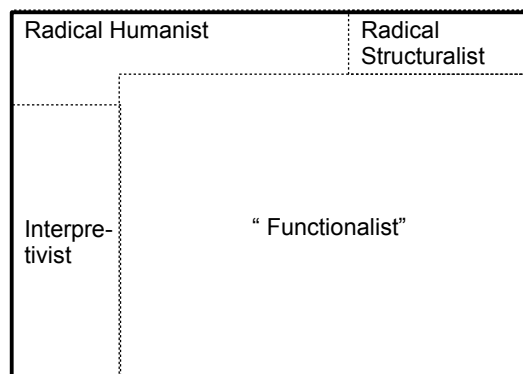 Radical Humanist
Radical
Structuralist
Interpre-
tivist
“ Functionalist”